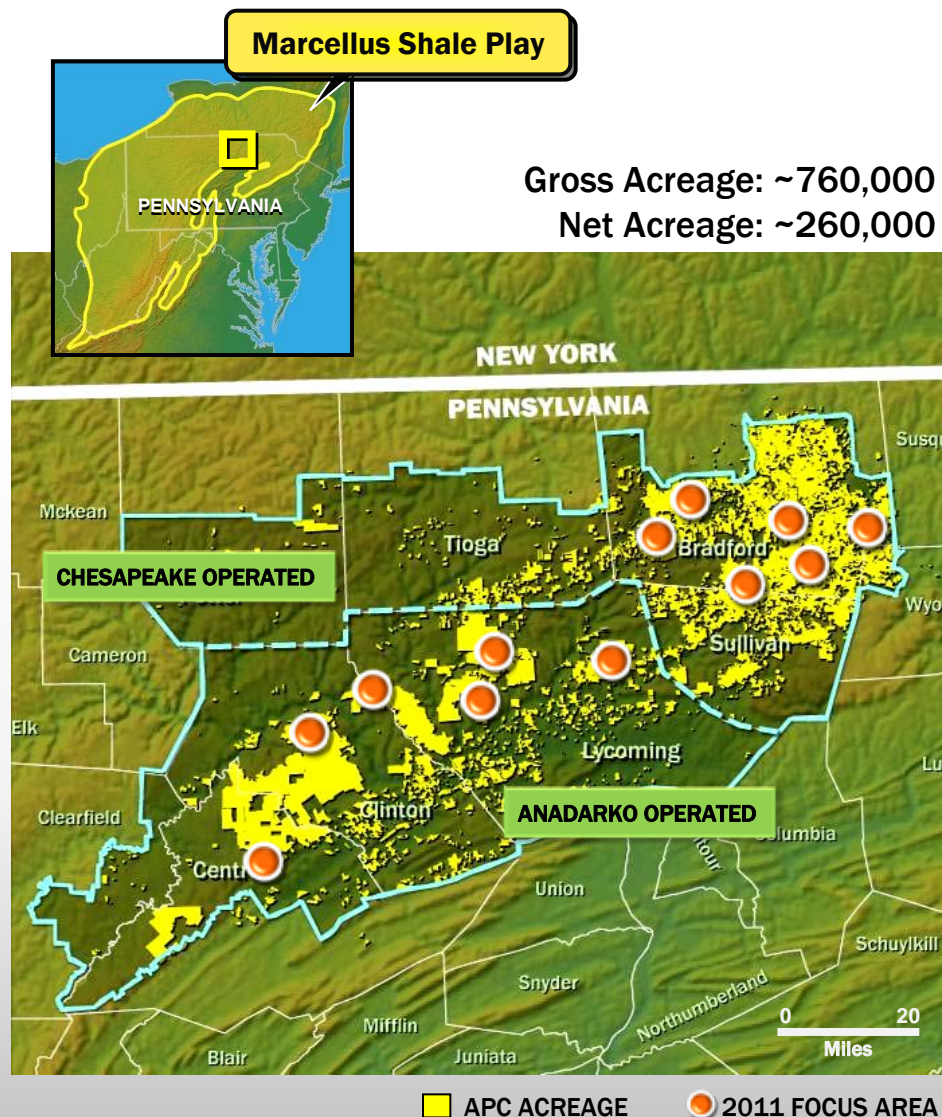 Marcellus Shale Play
PENNSYLVANIA
Gross Acreage: ~760,000
Net Acreage: ~260,000
NEW YORK
PENNSYLVANIA
Susq
Mckean
Tioga
Bradford
CHESAPEAKE OPERATED
Wyo
Cameron
Sullivan
Elk
Lycoming
Lu
Clearfield
Clinton
ANADARKO OPERATED
Columbia
Centr
tour
Union
Schuylkill
Snyder
Northumberland
Mifflin
0 20
Miles
Blair
Juniata
APC ACREAGE
2011 FOCUS AREA